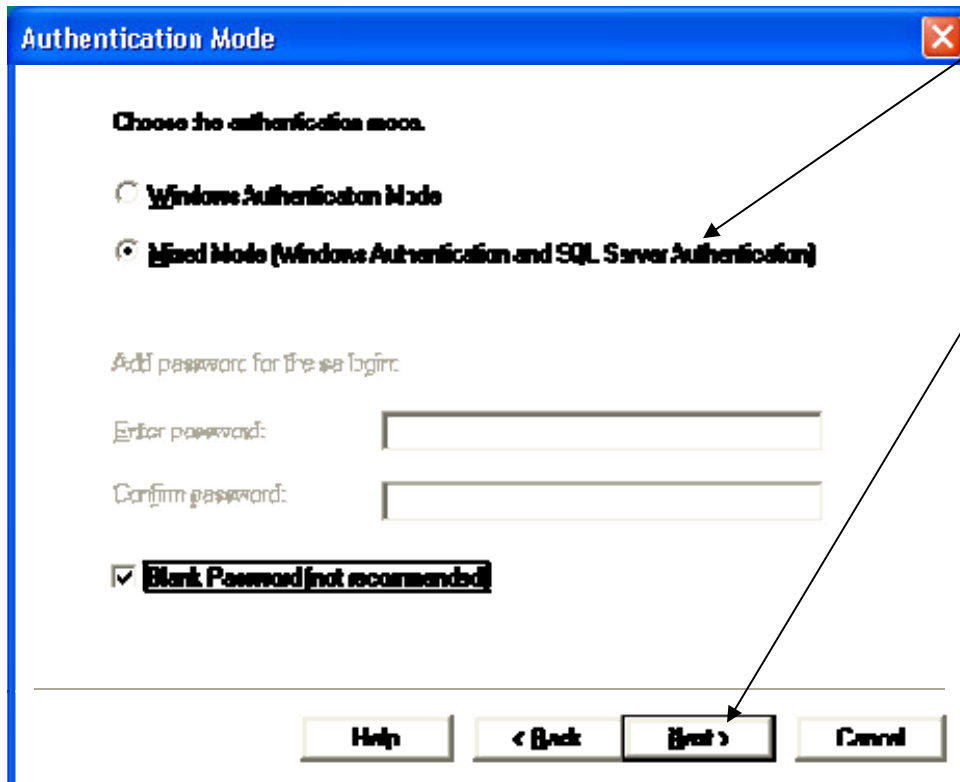 Authentication Mode
Choose the authentication mode.
Windows Authentication Mode
Mixed Mode (Windows Authentication and SQL Server Authentication)
Add password for the sa login:
Enter password:
Confirm password:
Blank Password (not recommended)
Help
< Back
Next >
Cancel